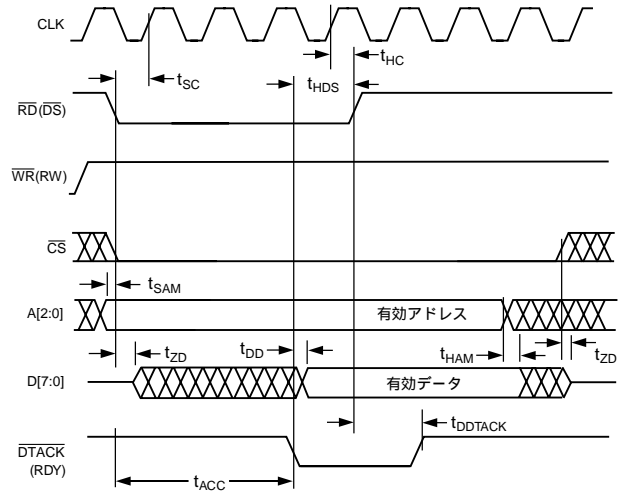 CLK
tHC
tSC
tHDS
RD(DS)
WR(RW)
CS
tSAM
A[2:0]
有効アドレス
tZD
tDD
tHAM
tZD
D[7:0]
有効データ
tDDTACK
DTACK
(RDY)
tACC